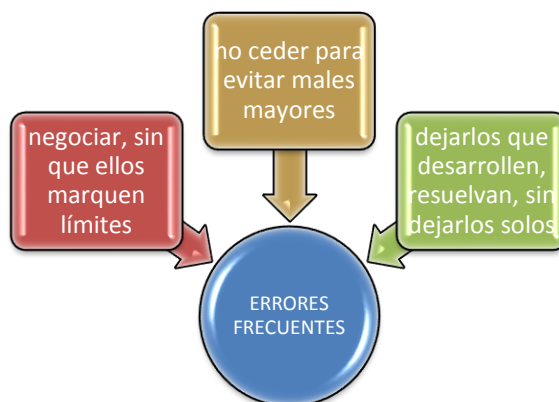 no ceder para
evitar males
mayores
negociar, sin
que ellos
marquen
límites
dejarlos que
desarrollen,
resuelvan, sin
dejarlos solos
ERRORES
FRECUENTES